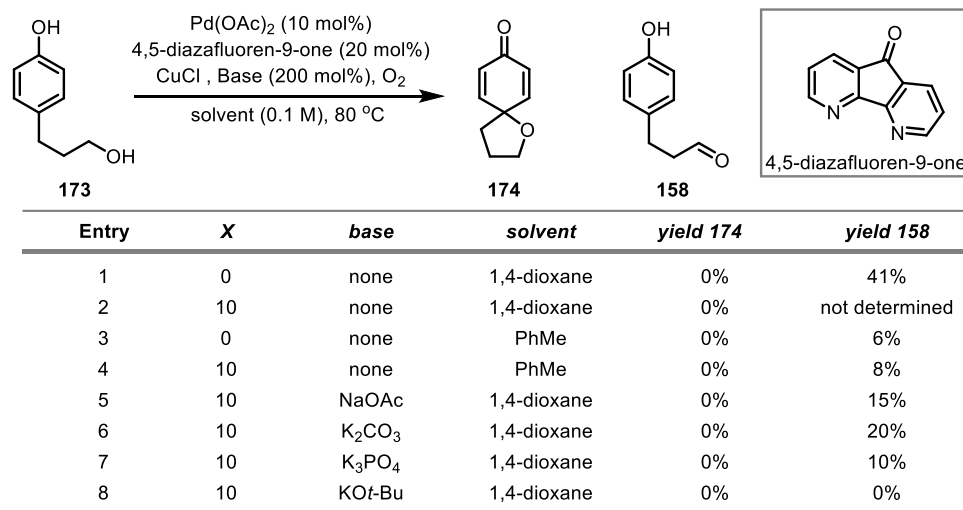 OH
OH
173
Pd(OAc)2 (10 mol%)
4,5-diazafluoren-9-one (20 mol%)
CuCl , Base (200 mol%), O2
solvent (0.1 M), 80 °C
O
O
174
OH
O
158
O
N
N
4,5-diazafluoren-9-one
Entry X base solvent yield 174 yield 158
1 0 none 1,4-dioxane 0% 41%
2 10 none 1,4-dioxane 0% not determined
3 0 none PhMe 0% 6%
4 10 none PhMe 0% 8%
5 10 NaOAc 1,4-dioxane 0% 15%
6 10 K2CO3 1,4-dioxane 0% 20%
7 10 K3PO4 1,4-dioxane 0% 10%
8 10 KOt-Bu 1,4-dioxane 0% 0%